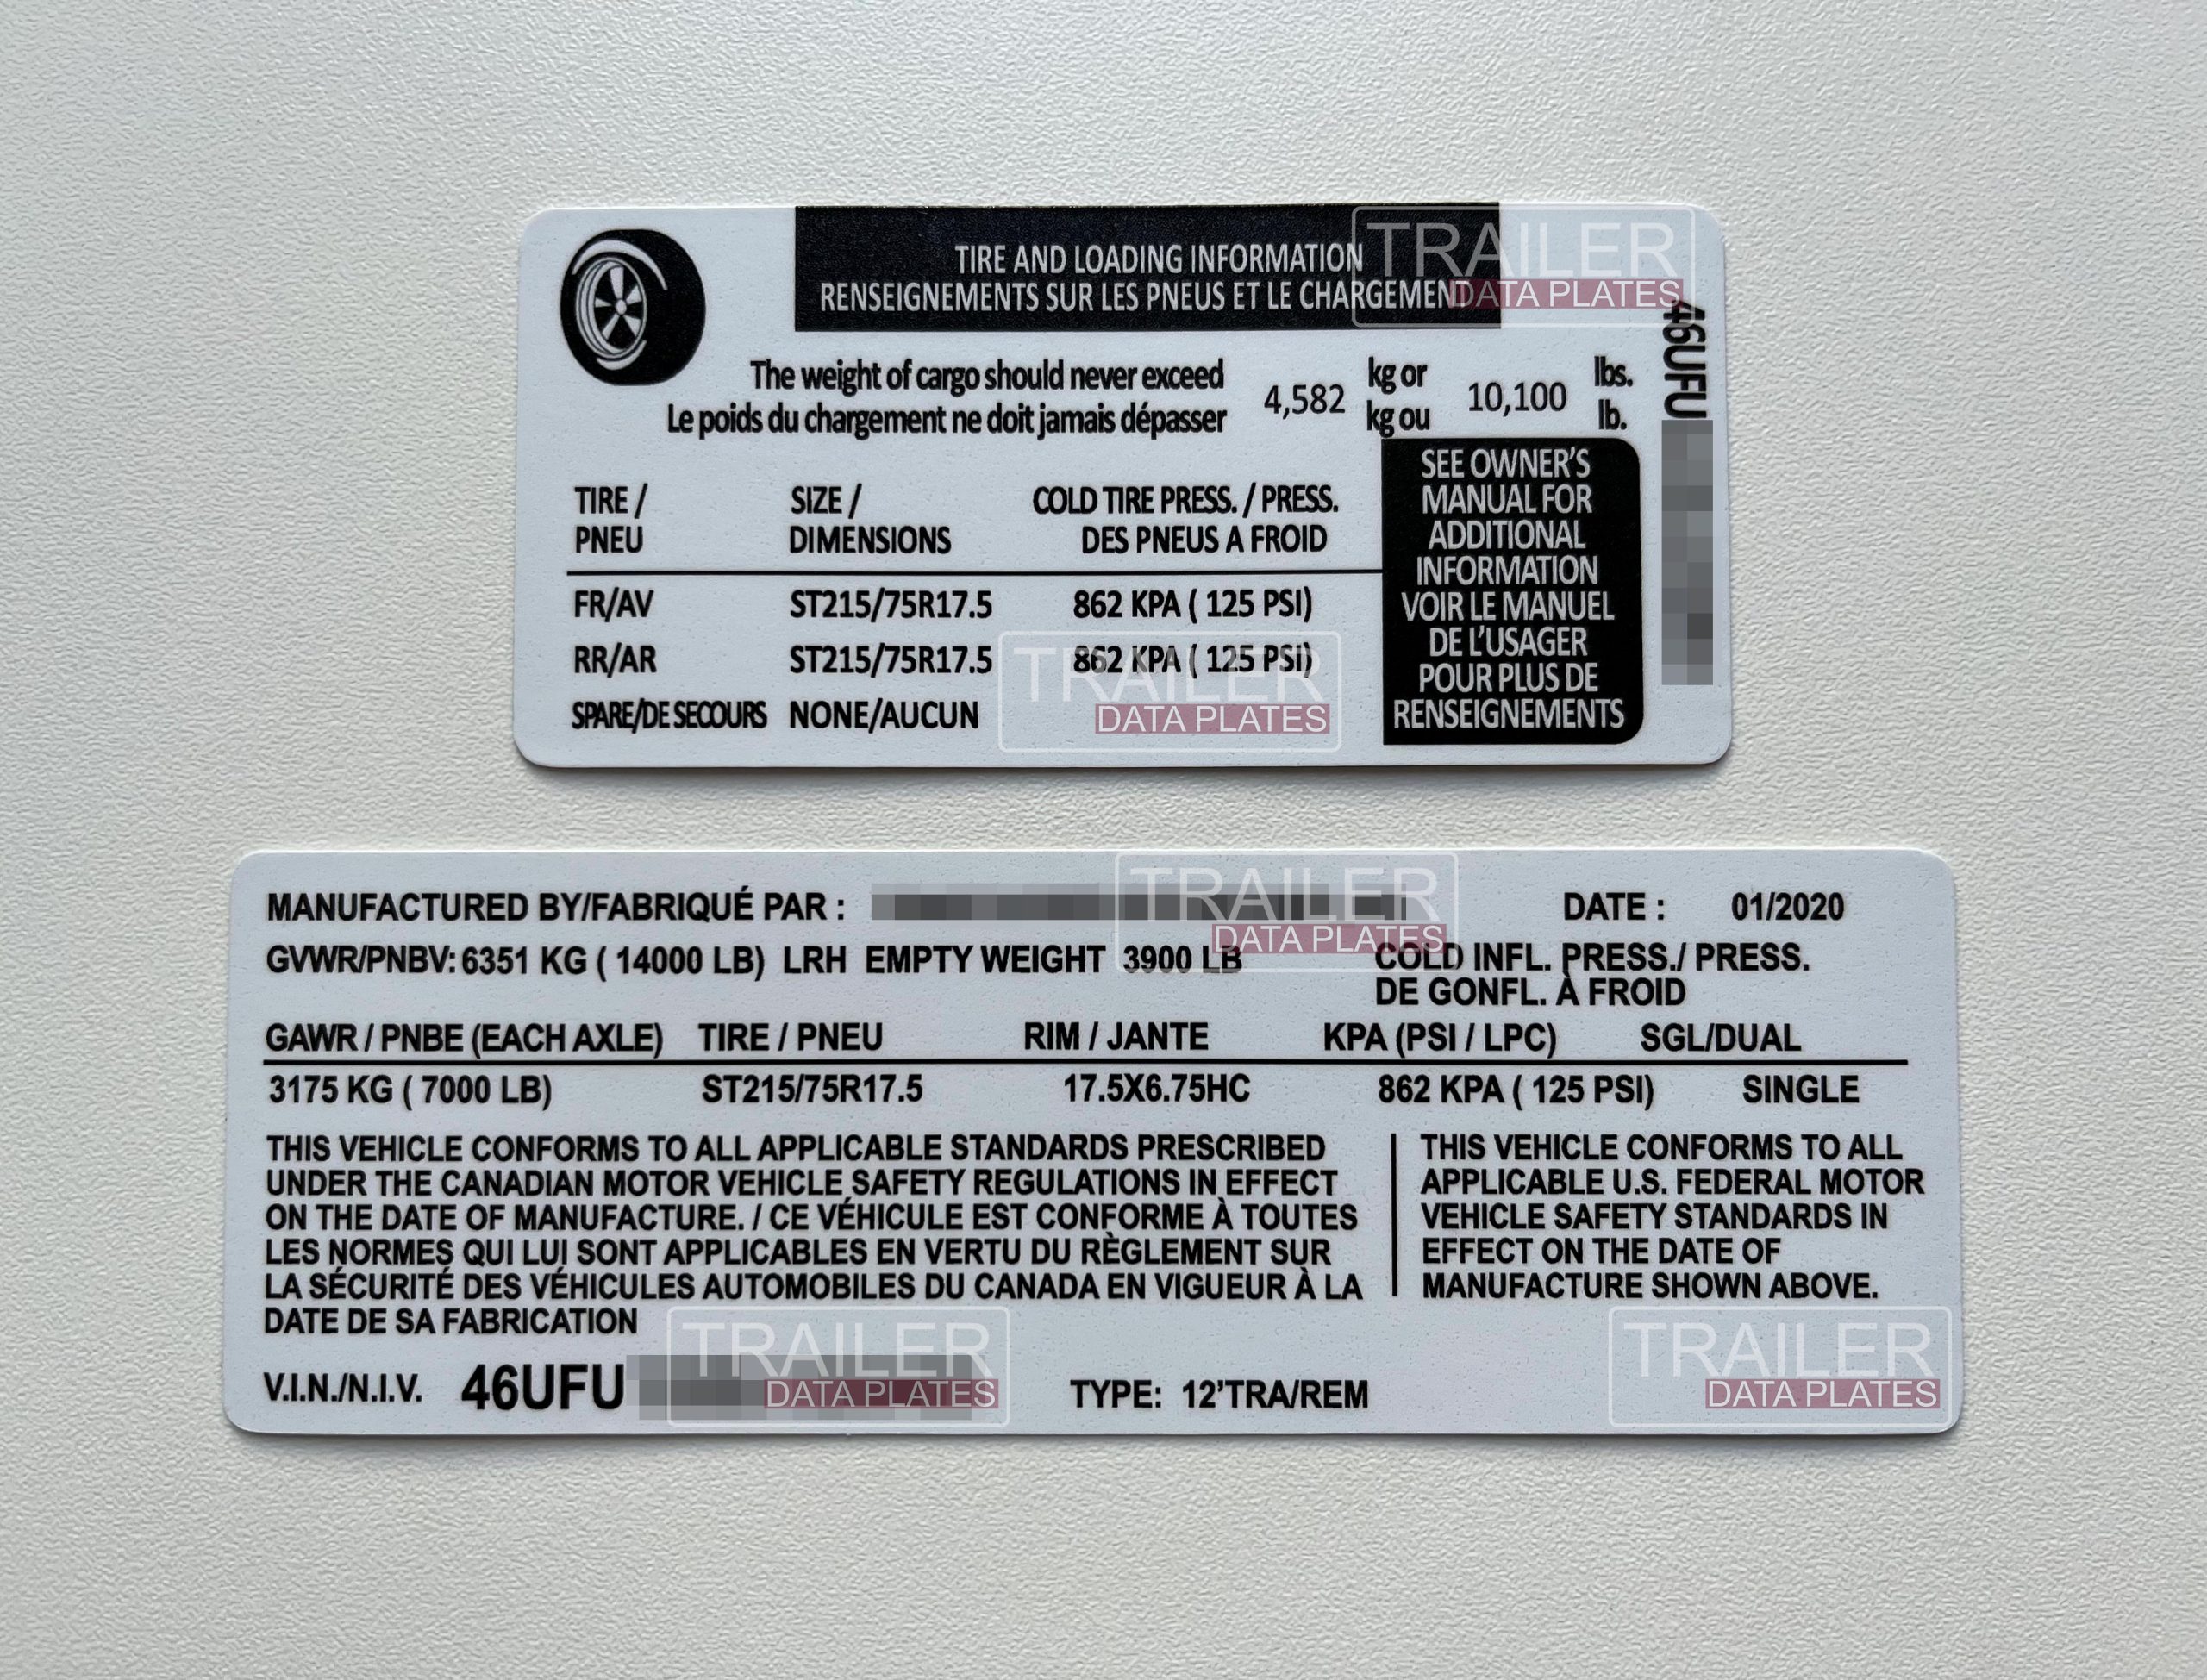 TIRE AND LOADING INFORMATION
RENSEIGNEMENTS SUR LES PNEUS ET LE CHARGEMENT
TRAILER
DATA PLATES
46UFU
The weight of cargo should never exceed 4,582 kg or 10,100 lbs.
Le poids du chargement ne doit jamais dépasser kg ou lb.
TIRE / SIZE / COLD TIRE PRESS. / PRESS.
PNEU DIMENSIONS DES PNEUS A FROID
FR/AV ST215/75R17.5 862 KPA ( 125 PSI)
RR/AR ST215/75R17.5 862 KPA ( 125 PSI)
SPARE/DE SECOURS NONE/AUCUN
TRAILER
DATA PLATES
SEE OWNER'S
MANUAL FOR
ADDITIONAL
INFORMATION
VOIR LE MANUEL
DE L'USAGER
POUR PLUS DE
RENSEIGNEMENTS
MANUFACTURED BY/FABRIQUÉ PAR : DATE : 01/2020
TRAILER
DATA PLATES
GVWR/PNBV: 6351 KG ( 14000 LB) LRH EMPTY WEIGHT 3900 LB COLD INFL. PRESS./ PRESS.
DE GONFL. À FROID
GAWR / PNBE (EACH AXLE) TIRE / PNEU RIM / JANTE KPA (PSI / LPC) SGL/DUAL
3175 KG ( 7000 LB) ST215/75R17.5 17.5X6.75HC 862 KPA ( 125 PSI) SINGLE
THIS VEHICLE CONFORMS TO ALL APPLICABLE STANDARDS PRESCRIBED
UNDER THE CANADIAN MOTOR VEHICLE SAFETY REGULATIONS IN EFFECT
ON THE DATE OF MANUFACTURE. / CE VÉHICULE EST CONFORME À TOUTES
LES NORMES QUI LUI SONT APPLICABLES EN VERTU DU RÈGLEMENT SUR
LA SÉCURITÉ DES VÉHICULES AUTOMOBILES DU CANADA EN VIGUEUR À LA
DATE DE SA FABRICATION
THIS VEHICLE CONFORMS TO ALL
APPLICABLE U.S. FEDERAL MOTOR
VEHICLE SAFETY STANDARDS IN
EFFECT ON THE DATE OF
MANUFACTURE SHOWN ABOVE.
V.I.N./N.I.V. 46UFU TYPE: 12'TRA/REM
TRAILER
DATA PLATES
TRAILER
DATA PLATES